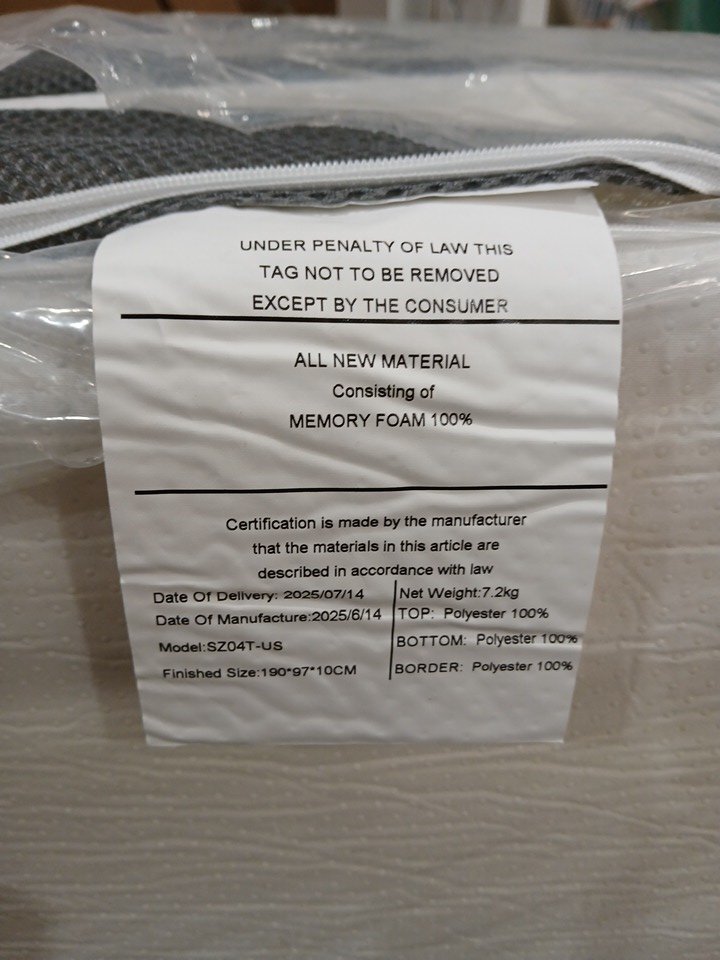 UNDER PENALTY OF LAW THIS
TAG NOT TO BE REMOVED
EXCEPT BY THE CONSUMER
ALL NEW MATERIAL
Consisting of
MEMORY FOAM 100%
Certification is made by the manufacturer
that the materials in this article are
described in accordance with law
Date Of Delivery: 2025/07/14
Date Of Manufacture:2025/6/14
Model:SZ04T-US
Finished Size:190*97*10CM
Net Weight:7.2kg
TOP: Polyester 100%
BOTTOM: Polyester 100%
BORDER: Polyester 100%